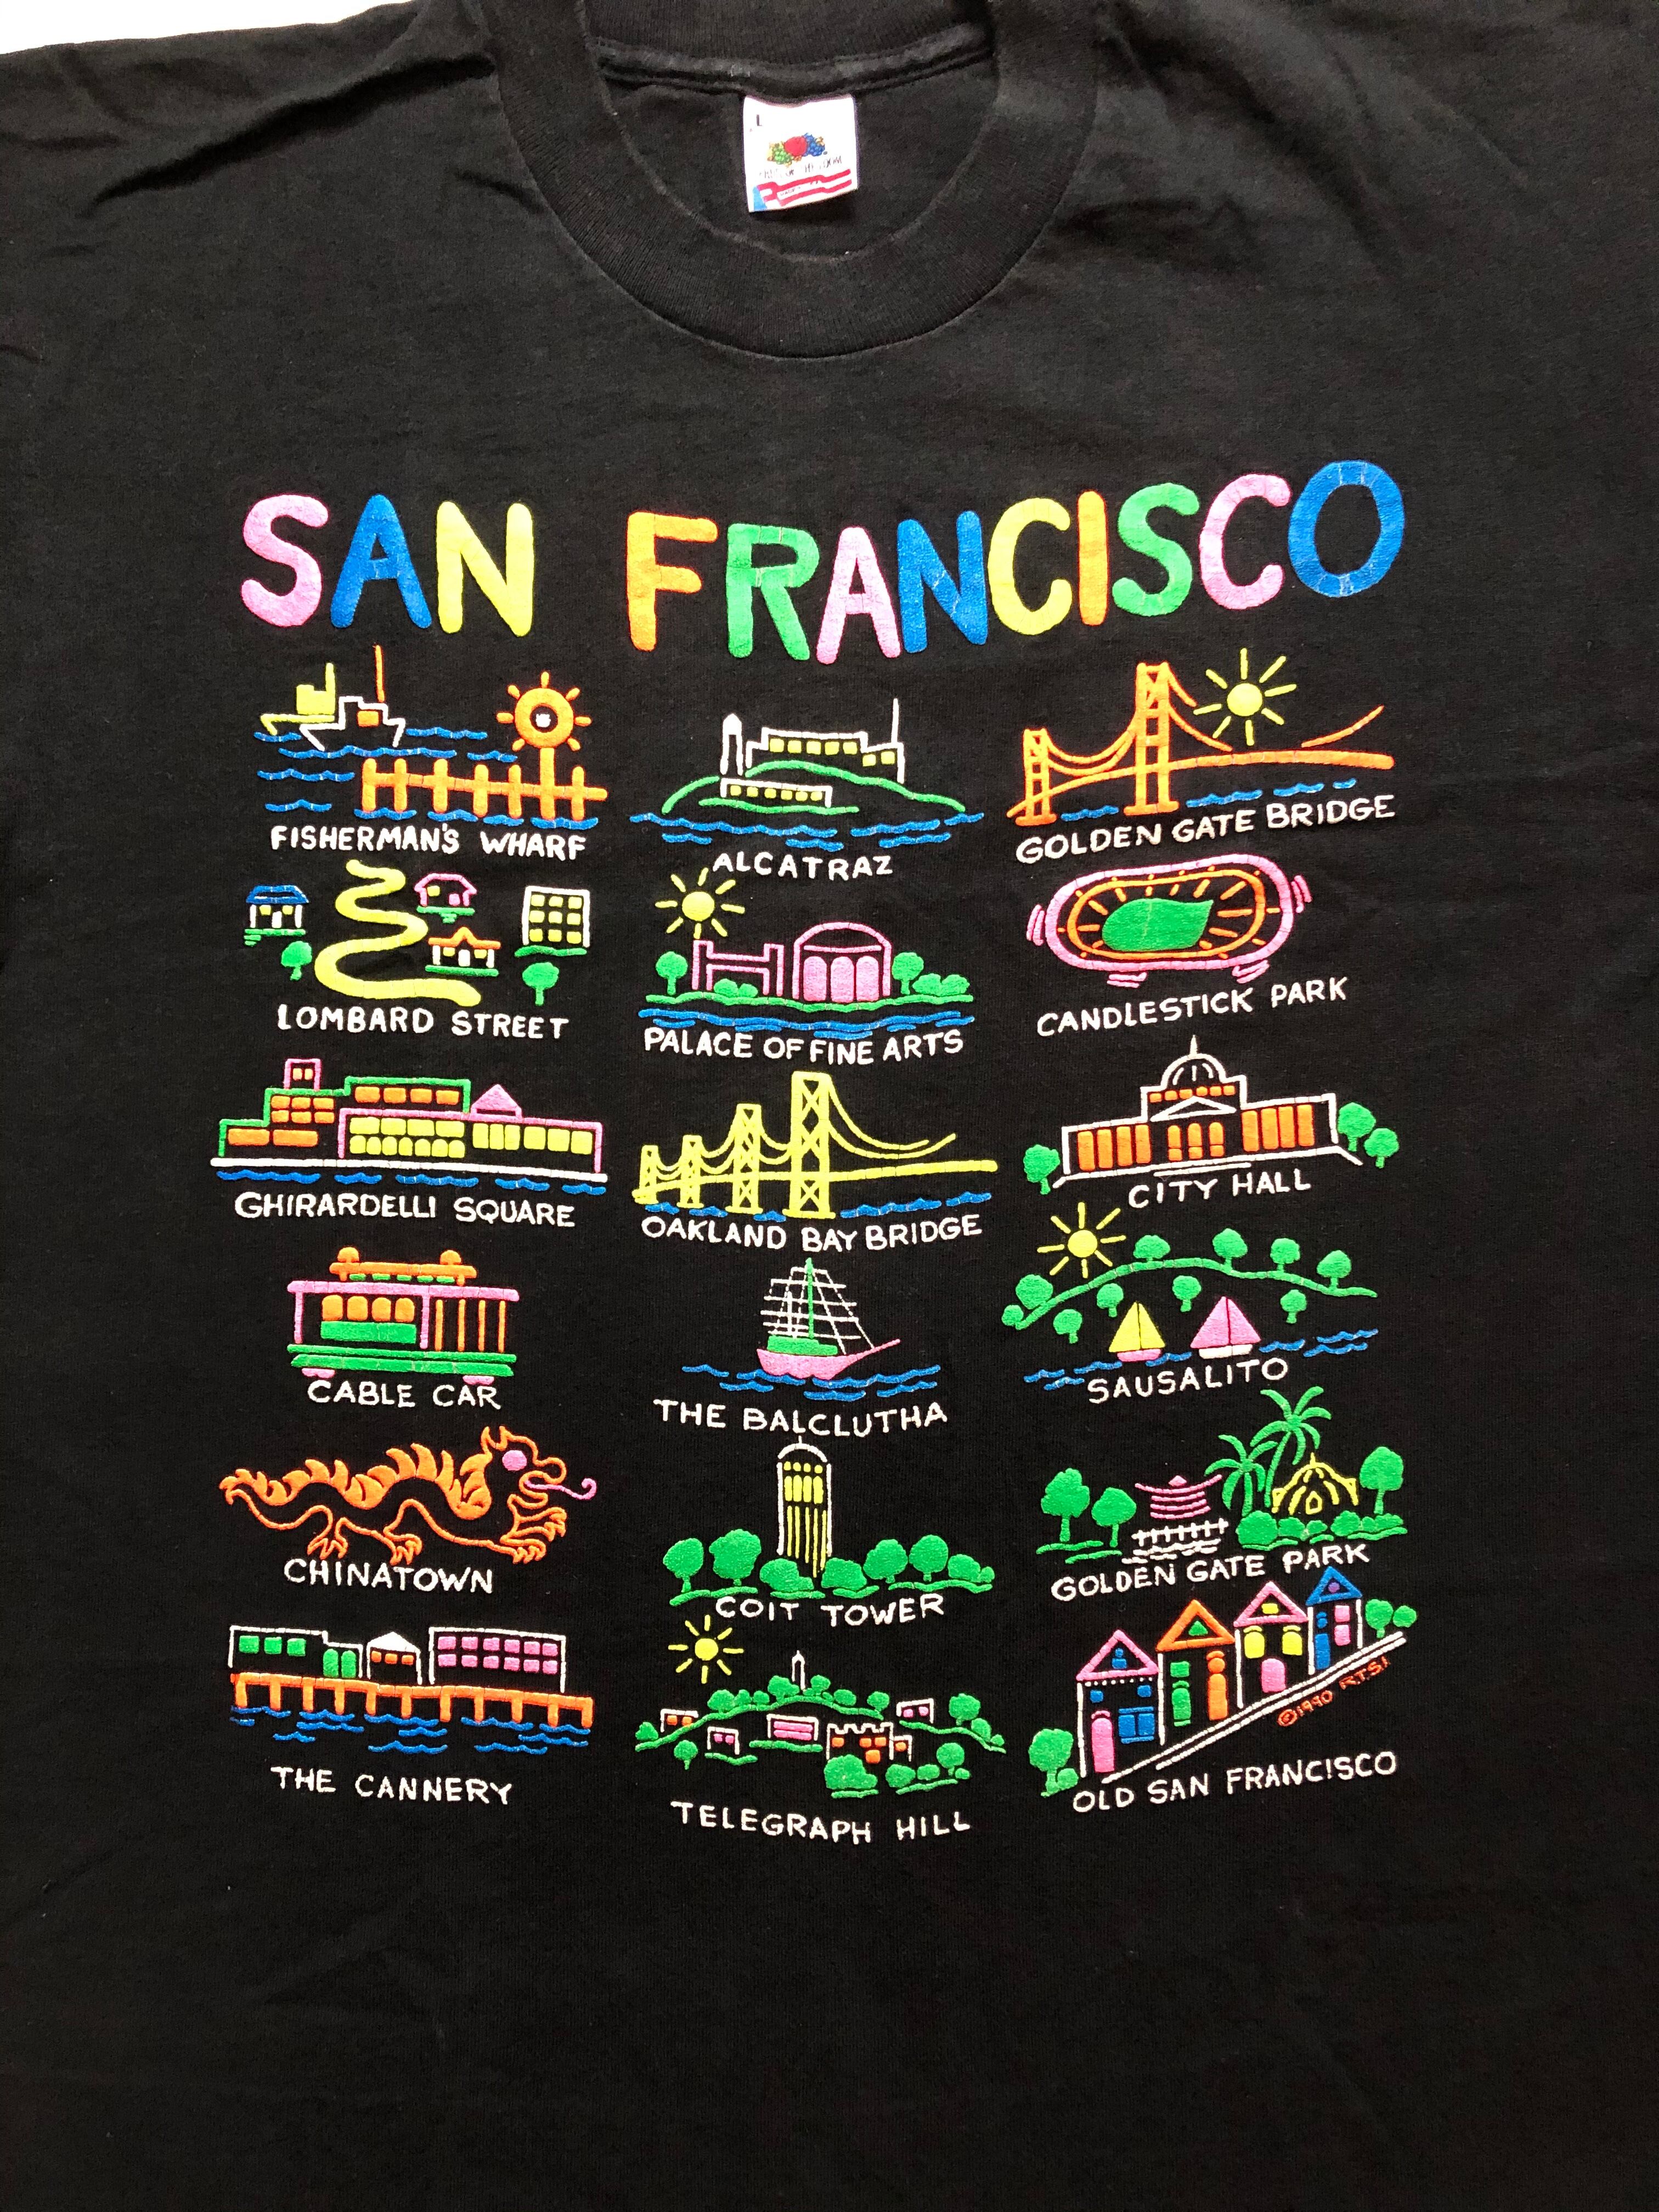 L
SAN FRANCISCO
FISHERMAN'S WHARF
ALCATRAZ
GOLDEN GATE BRIDGE
LOMBARD STREET
PALACE OF FINE ARTS
CANDLESTICK PARK
GHIRARDELLI SQUARE
OAKLAND BAY BRIDGE
CITY HALL
CABLE CAR
THE BALCLUTHA
SAUSALITO
CHINATOWN
COIT TOWER
GOLDEN GATE PARK
THE CANNERY
TELEGRAPH HILL
©1990 R.T.S.I.
OLD SAN FRANCISCO